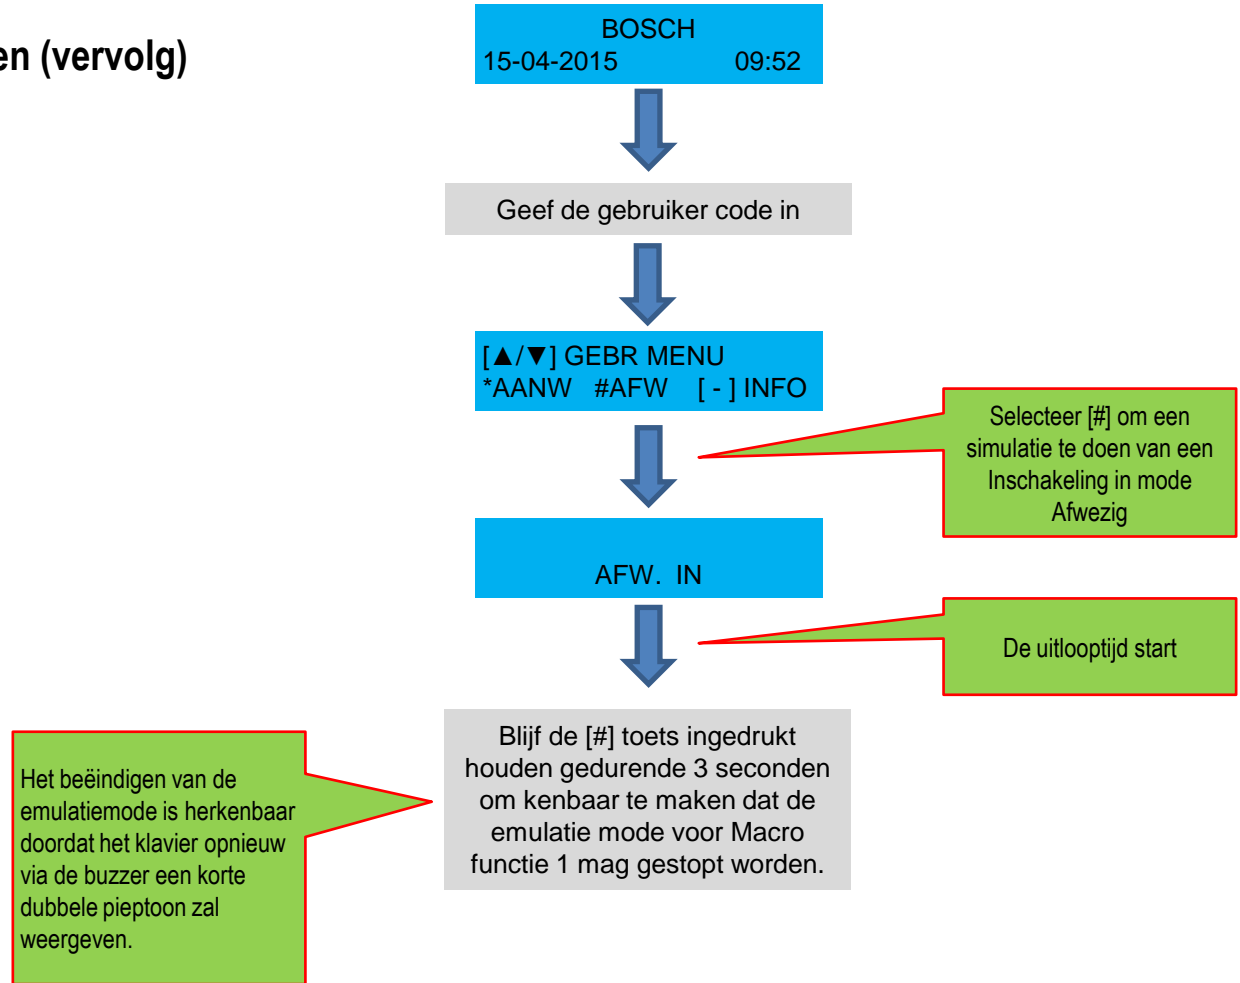 en (vervolg)
BOSCH
15-04-2015 09:52
Geef de gebruiker code in
[▲/▼] GEBR MENU
*AANW #AFW [ - ] INFO
Selecteer [#] om een
simulatie te doen van een
Inschakeling in mode
Afwezig
AFW. IN
De uitlooptijd start
Blijf de [#] toets ingedrukt
houden gedurende 3 seconden
om kenbaar te maken dat de
emulatie mode voor Macro
functie 1 mag gestopt worden.
Het beëindigen van de
emulatiemode is herkenbaar
doordat het klavier opnieuw
via de buzzer een korte
dubbele pieptoon zal
weergeven.